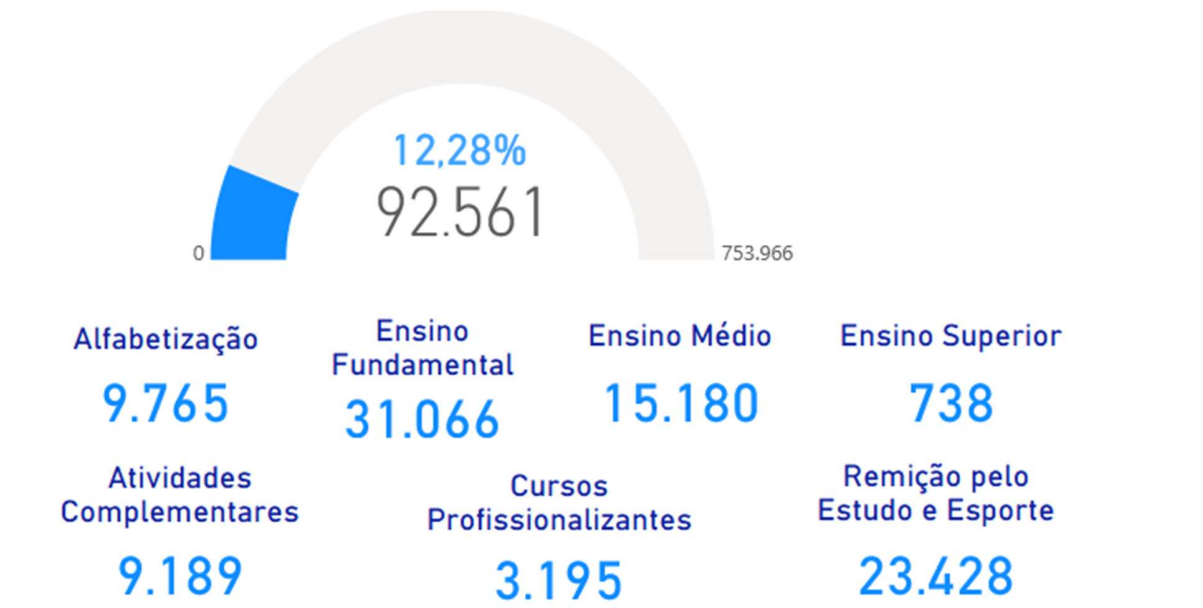 12,28%
92.561
0
753.966
Alfabetização
9.765
Ensino
Fundamental
31.066
Ensino Médio
15.180
Ensino Superior
738
Atividades
Complementares
9.189
Cursos
Profissionalizantes
3.195
Remição pelo
Estudo e Esporte
23.428